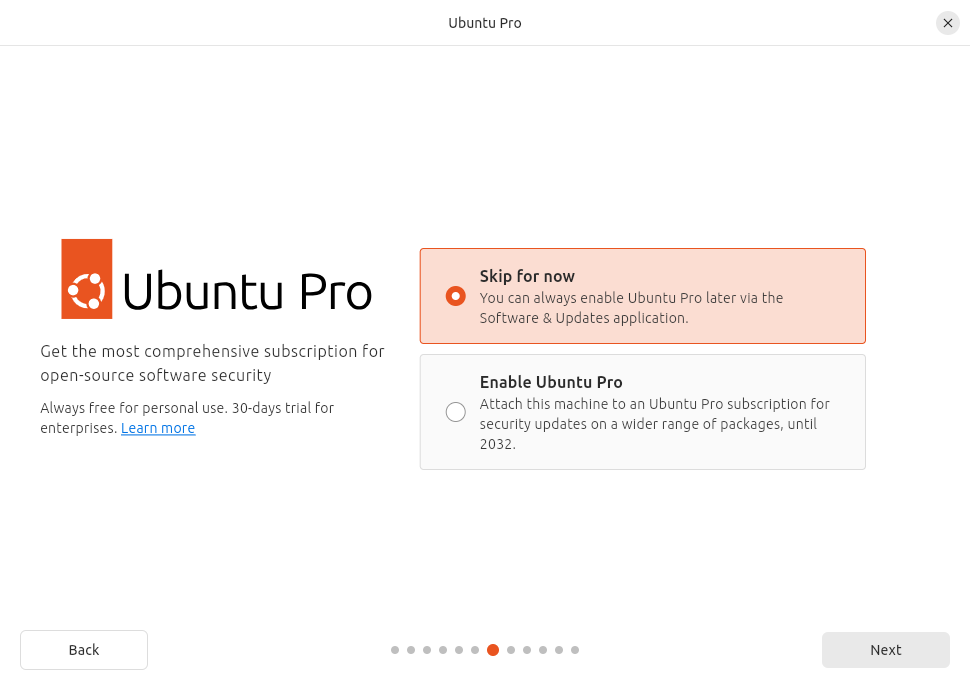 Ubuntu Pro
Ubuntu Pro
Get the most comprehensive subscription for
open-source software security
Always free for personal use. 30-days trial for
enterprises. Learn more
Skip for now
You can always enable Ubuntu Pro later via the
Software & Updates application.
Enable Ubuntu Pro
Attach this machine to an Ubuntu Pro subscription for
security updates on a wider range of packages, until
2032.
Back
Next